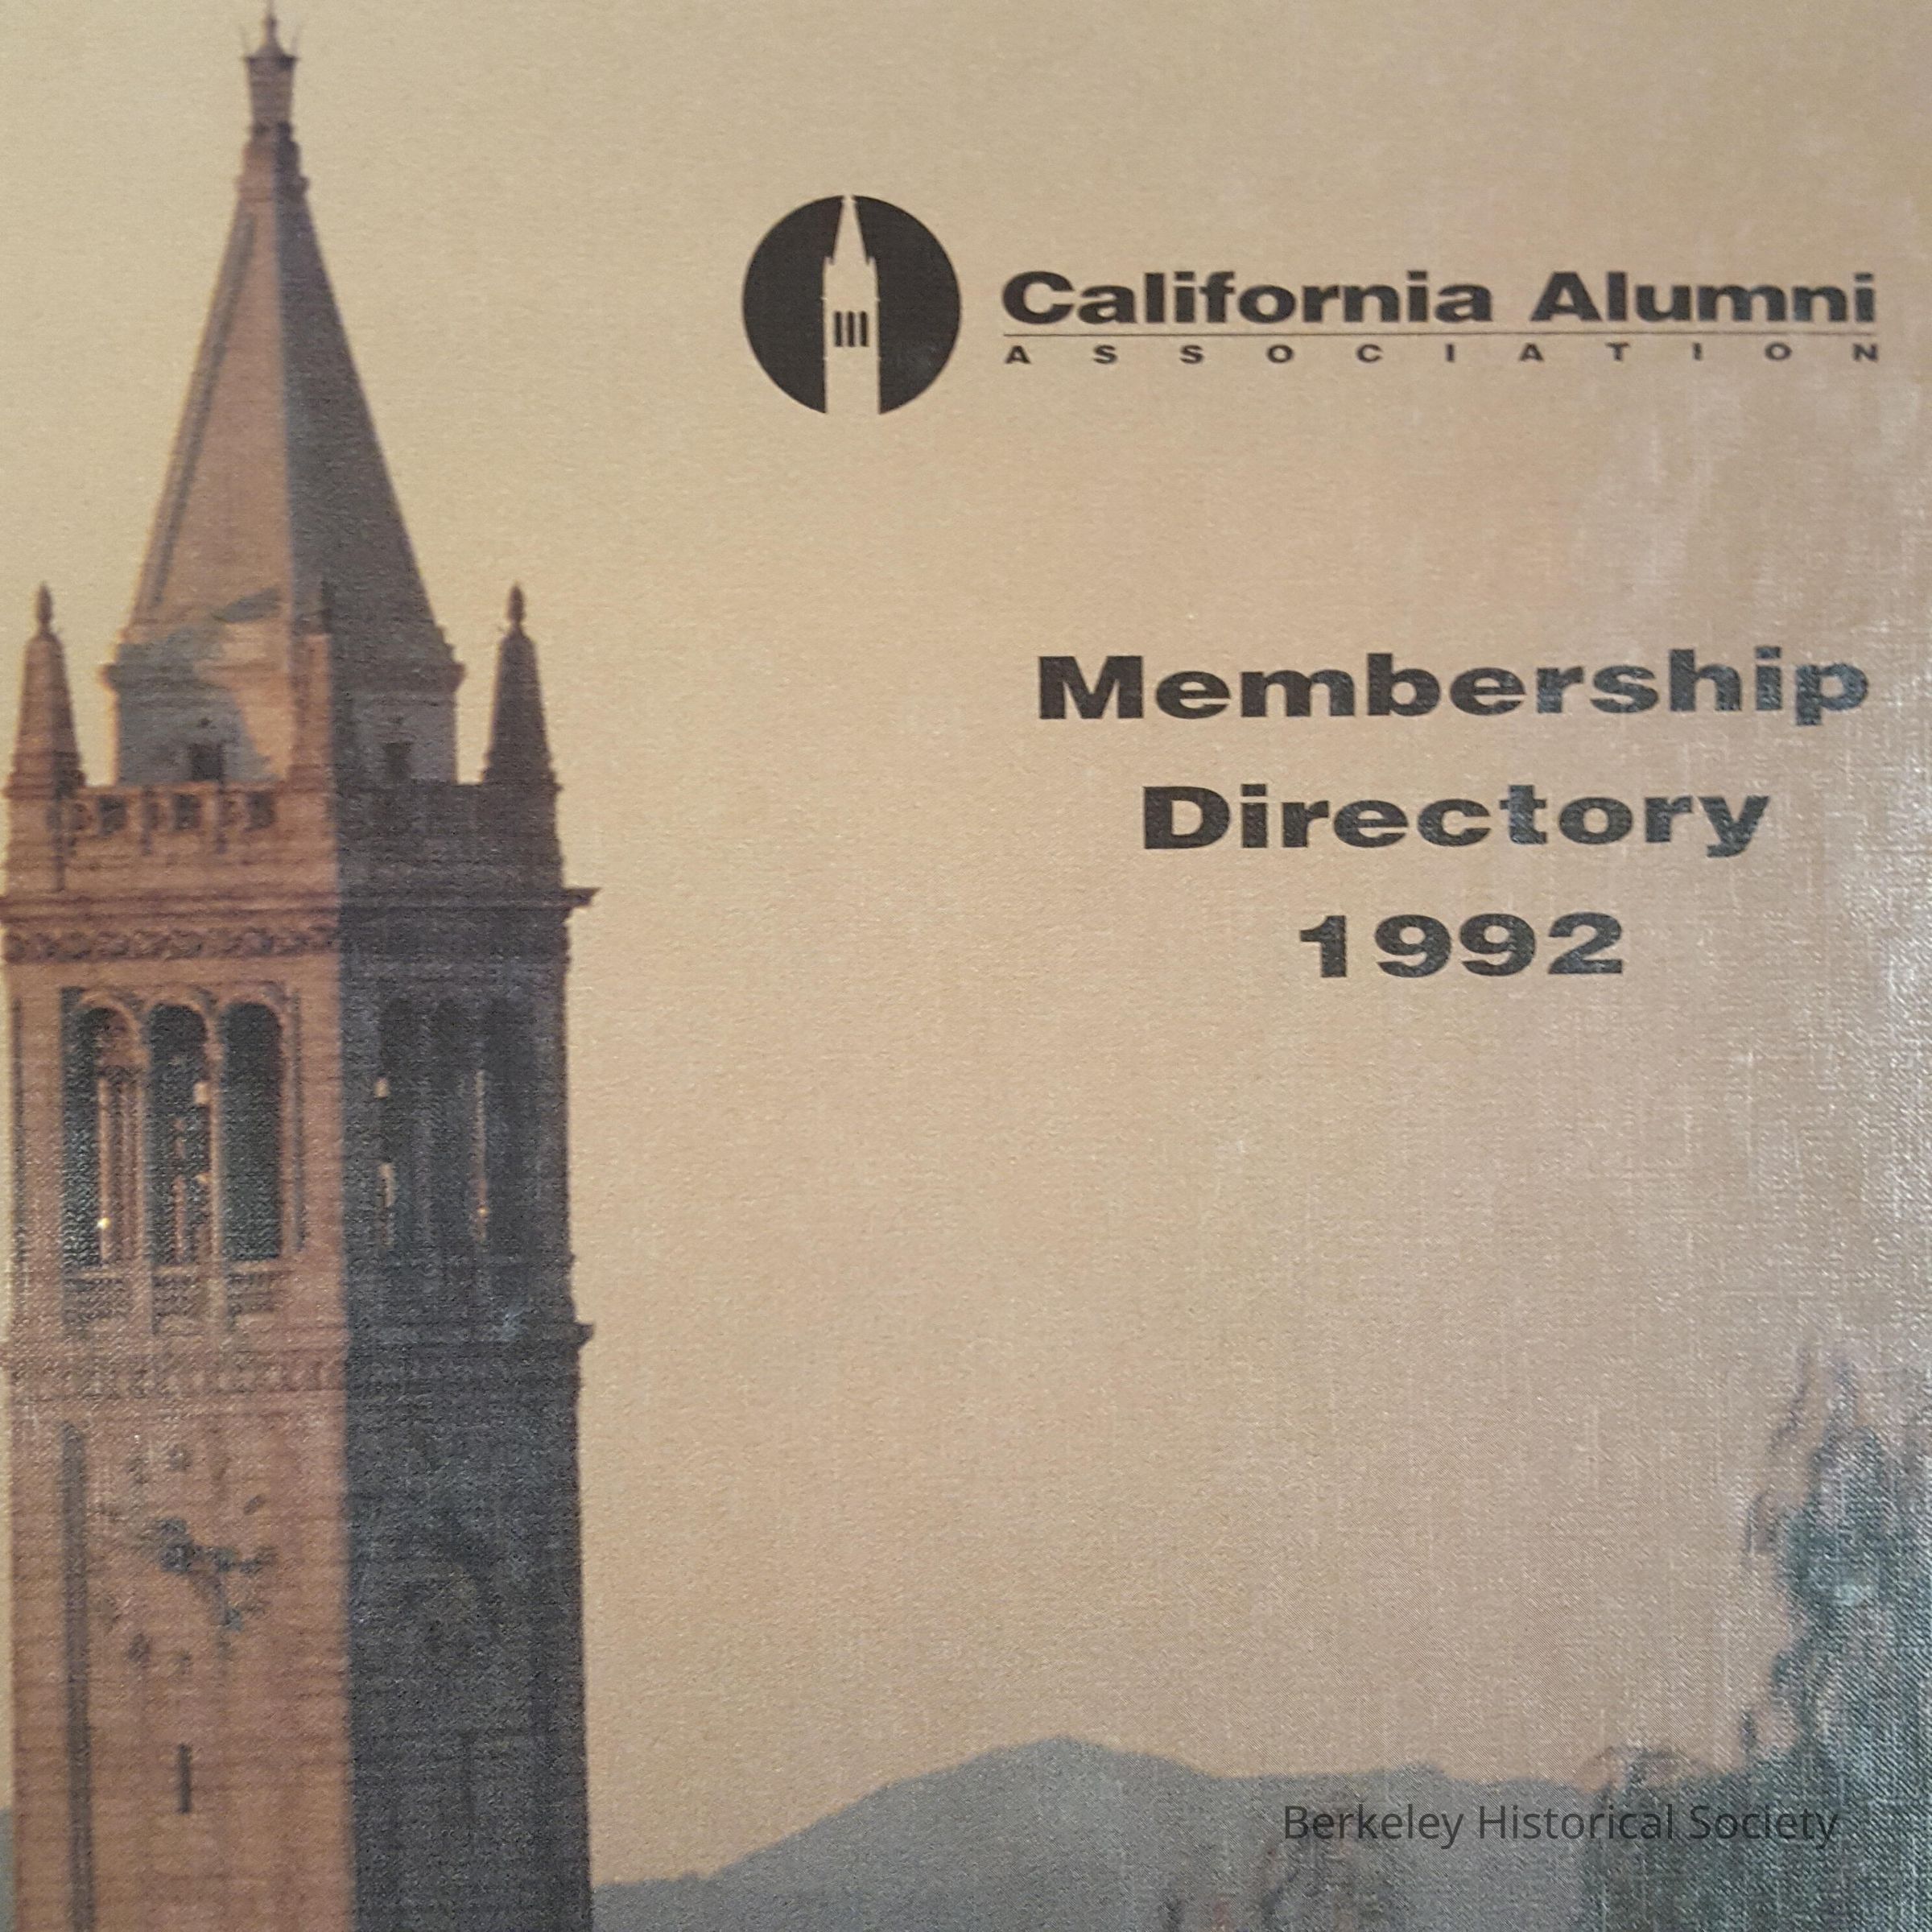 California Alumni
ASSOCIATION
Membership
Directory
1992
Berkeley Historical Society